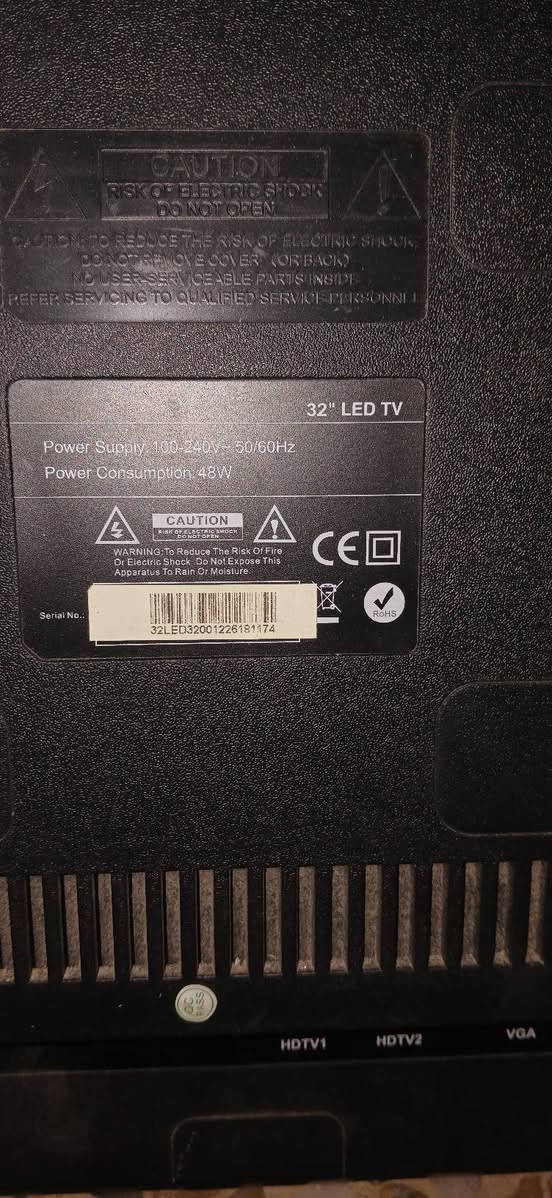 CAUTION
RISK OF ELECTRIC SHOCK
DO NOT OPEN
CAUTION: TO REDUCE THE RISK OF ELECTRIC SHOCK,
DO NOT REMOVE COVER (OR BACK)
NO USER-SERVICEABLE PARTS INSIDE
REFER SERVICING TO QUALIFIED SERVICE PERSONNEL
32" LED TV
Power Supply: 100-240V~ 50/60Hz
Power Consumption: 48W
CAUTION
RISK OF ELECTRIC SHOCK
DO NOT OPEN
WARNING:To Reduce The Risk Of Fire
Or Electric Shock .Do Not Expose This
Apparatus To Rain Or Moisture
CE
Serial No.:
32LED32001226181174
RoHS
QC
PASS
HDTV1 HDTV2 VGA